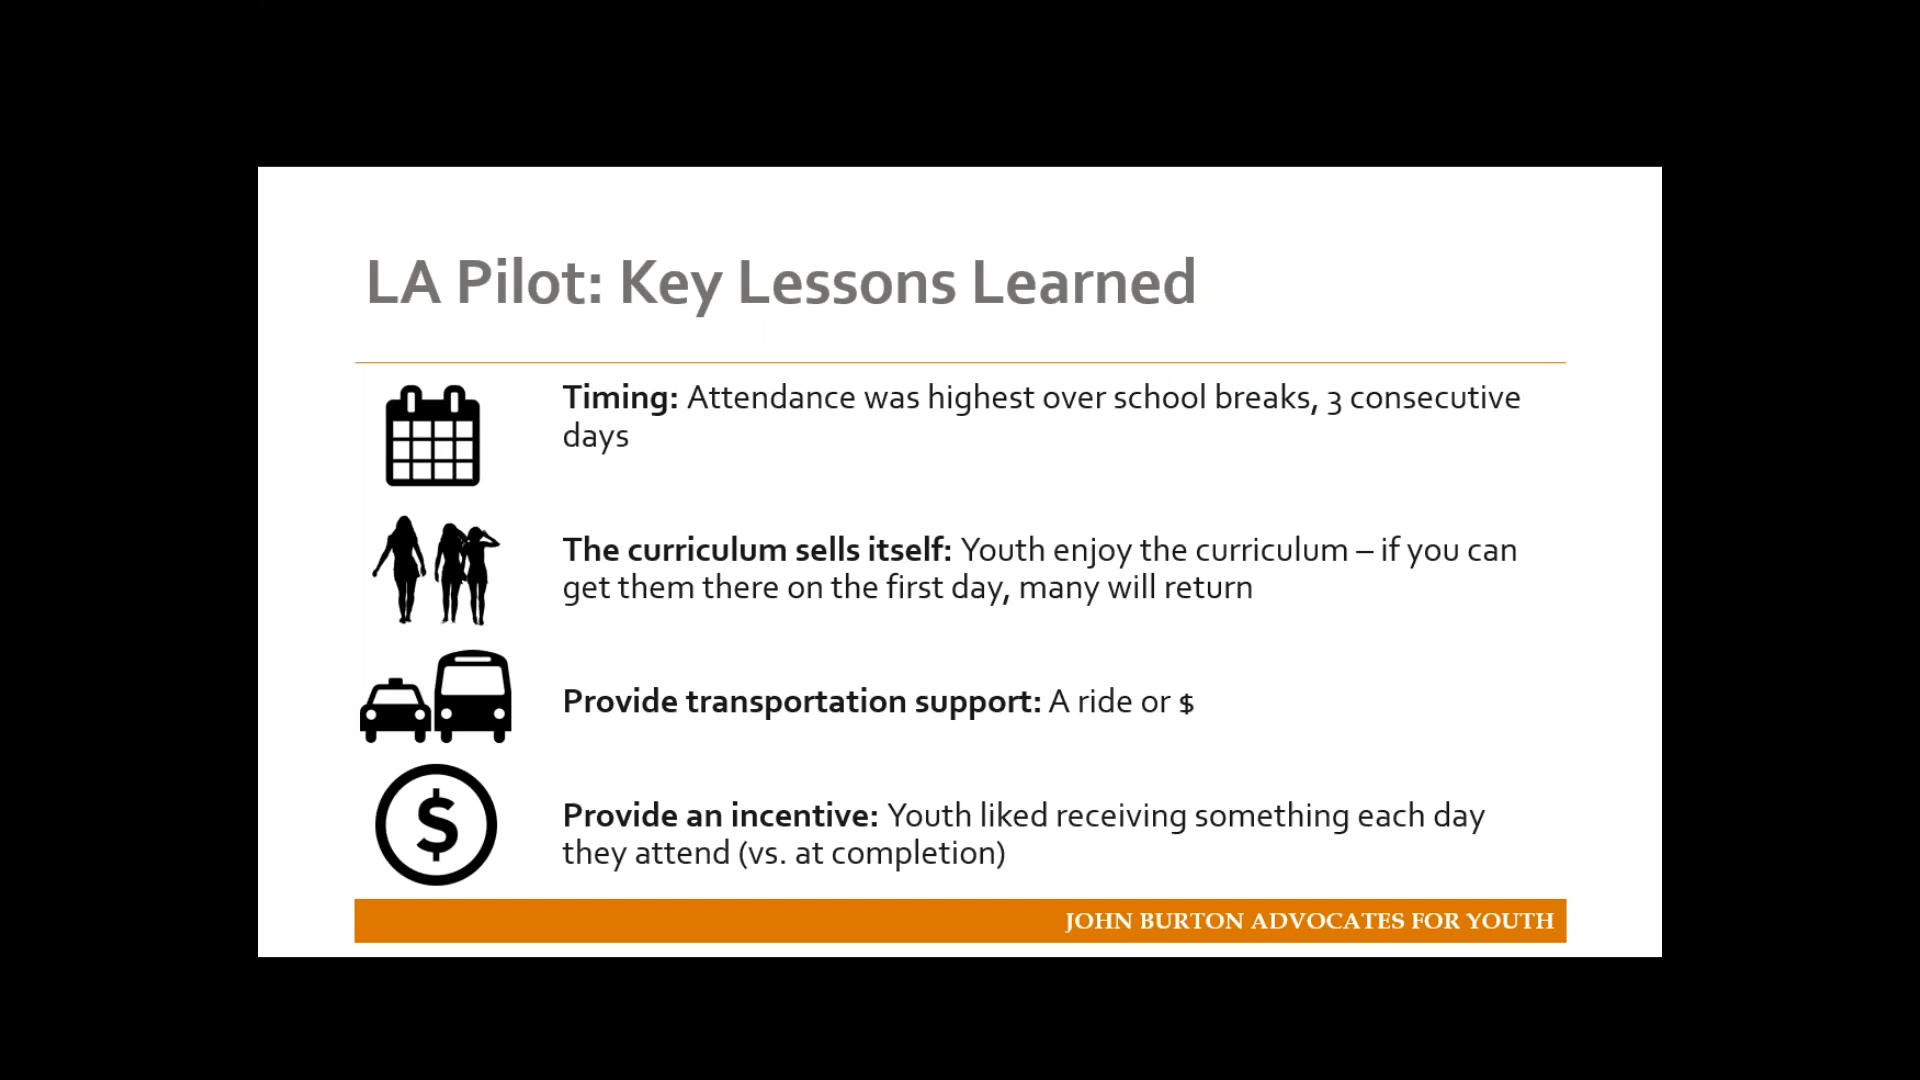 LA Pilot: Key Lessons Learned
Timing: Attendance was highest over school breaks, 3 consecutive
days
The curriculum sells itself: Youth enjoy the curriculum – if you can
get them there on the first day, many will return
Provide transportation support: A ride or $
$
Provide an incentive: Youth liked receiving something each day
they attend (vs. at completion)
JOHN BURTON ADVOCATES FOR YOUTH